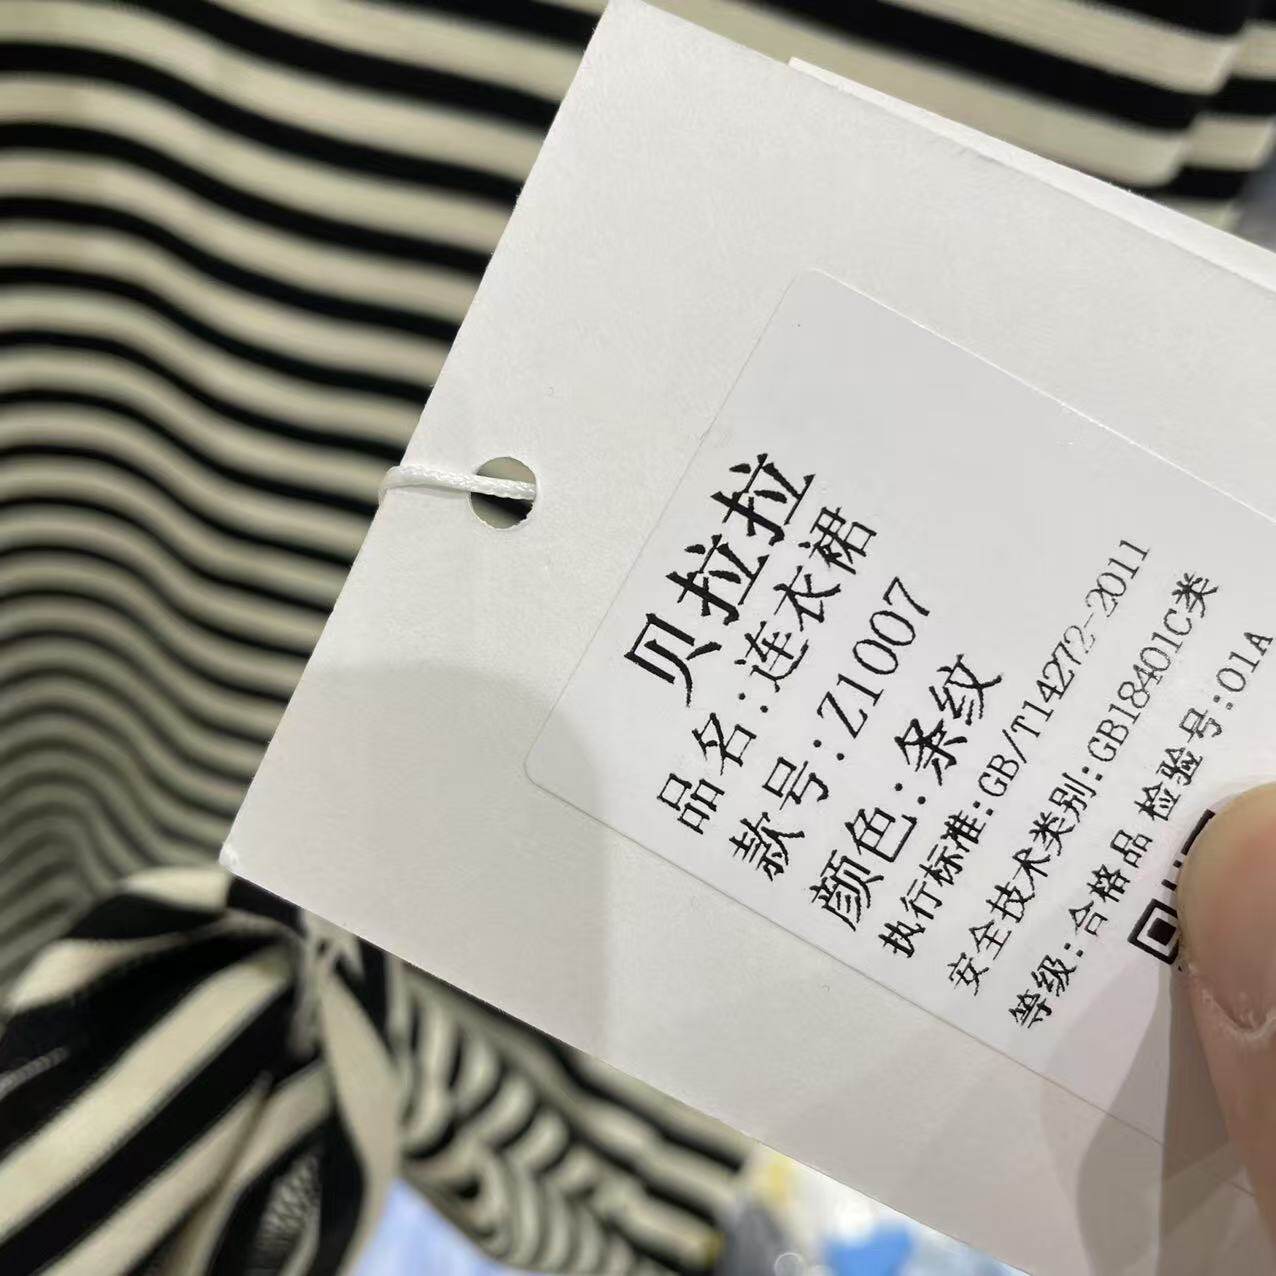 贝拉拉
品名:连衣裙
款号:Z1007
颜色:条纹
执行标准:GB/T14272-2011
安全技术类别:GB18401C类
等级:合格品 检验号:01A